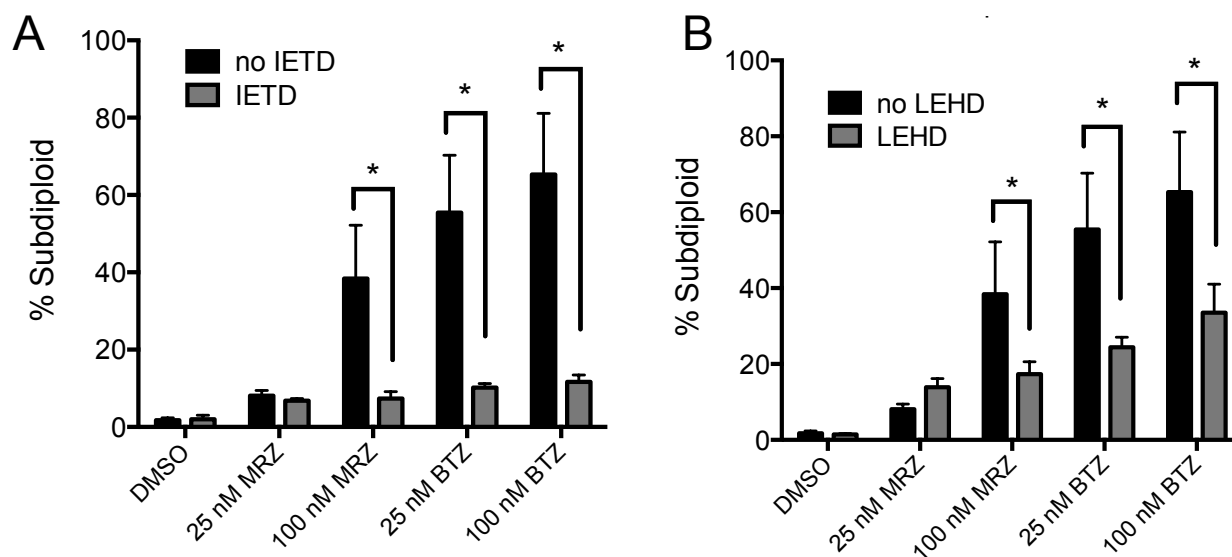 A
% Subdiploid
100
80
60
40
20
0
no IETD
IETD
*
*
*
DMSO
25 nM MRZ
100 nM MRZ
25 nM BTZ
100 nM BTZ
B
% Subdiploid
100
80
60
40
20
0
no LEHD
LEHD
*
*
*
DMSO
25 nM MRZ
100 nM MRZ
25 nM BTZ
100 nM BTZ